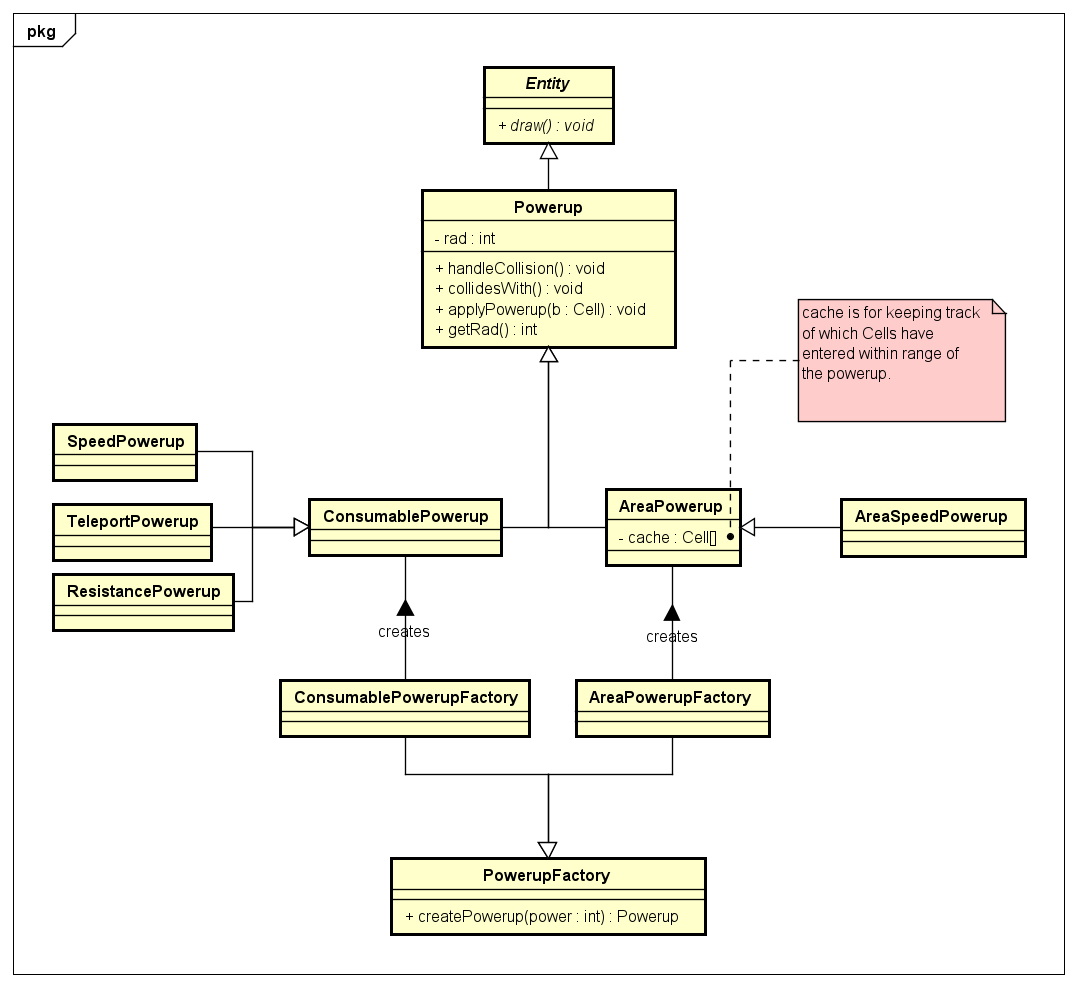 pkg
Entity
+ draw() : void
Powerup
- rad : int
+ handleCollision() : void
+ collidesWith() : void
+ applyPowerup(b : Cell) : void
+ getRad() : int
cache is for keeping track
of which Cells have
entered within range of
the powerup.
SpeedPowerup
TeleportPowerup
ResistancePowerup
ConsumablePowerup
AreaPowerup
- cache : Cell[]
AreaSpeedPowerup
creates
creates
ConsumablePowerupFactory
AreaPowerupFactory
PowerupFactory
+ createPowerup(power : int) : Powerup